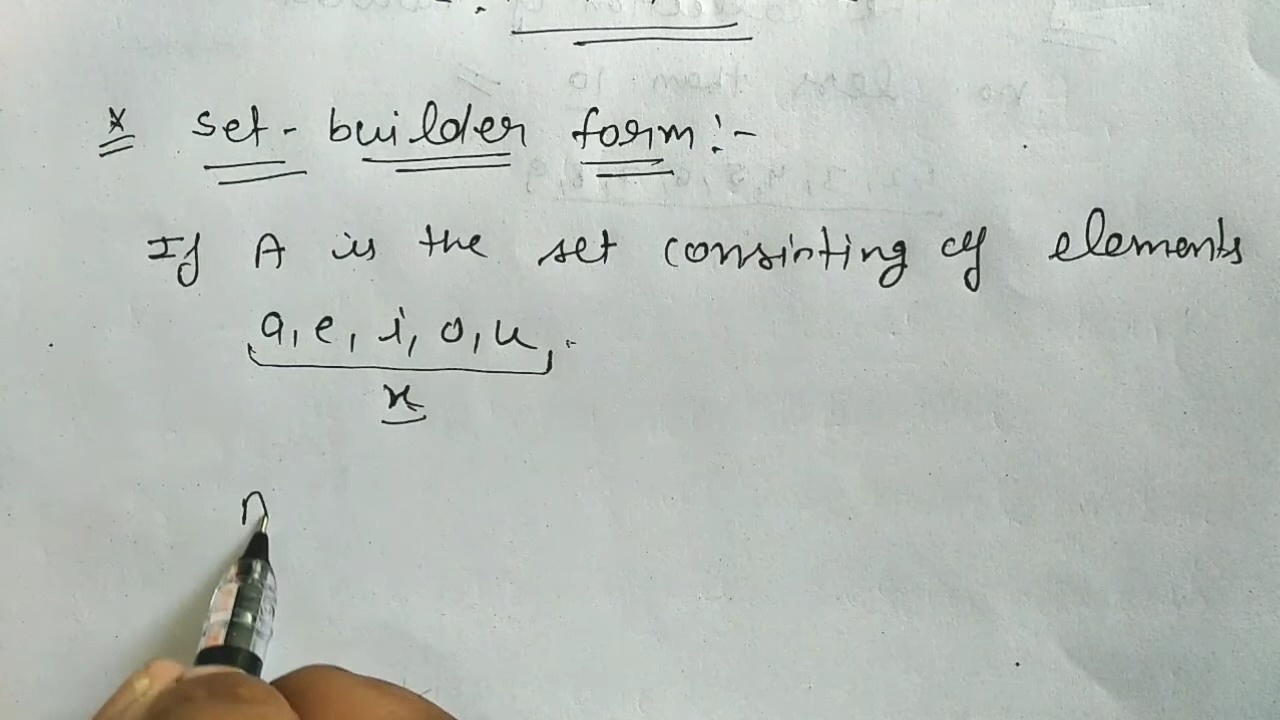 * set-builder form:-
If A is the set consisting of elements
a, e, i, o, u,
x